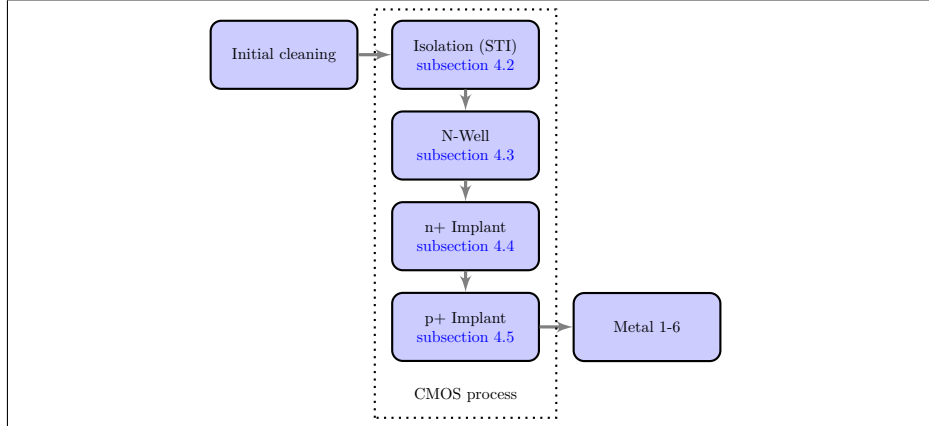 Initial cleaning
Isolation (STI)
subsection 4.2
N-Well
subsection 4.3
n+ Implant
subsection 4.4
p+ Implant
subsection 4.5
Metal 1-6
CMOS process